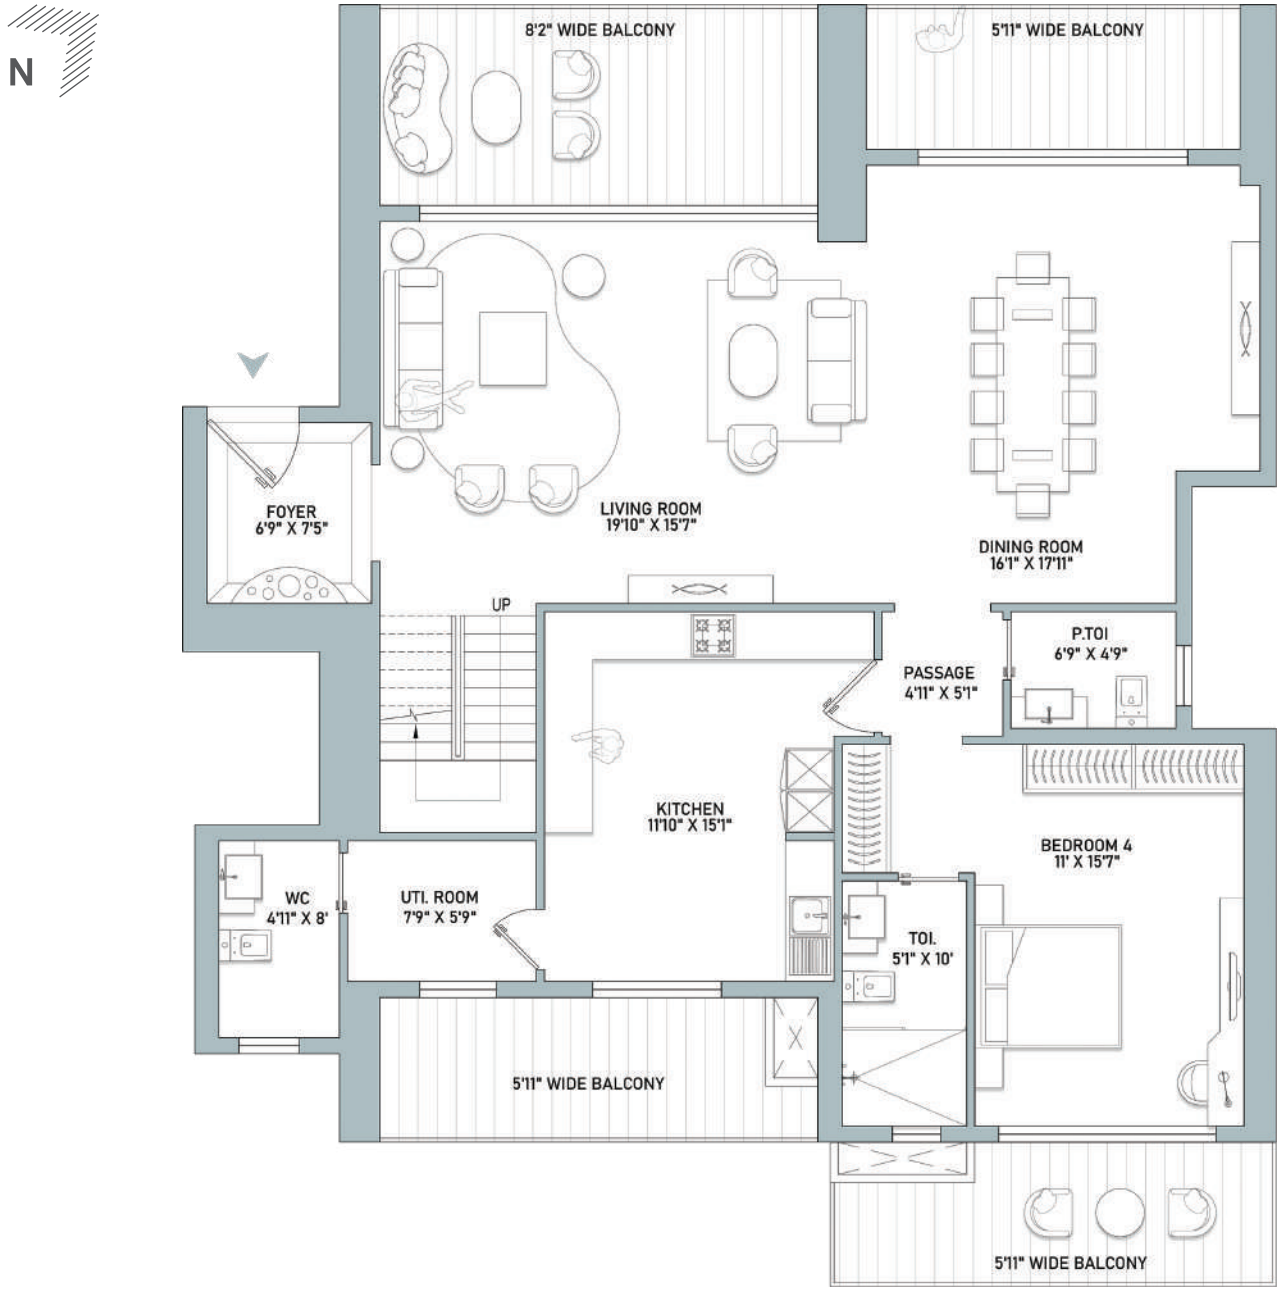 8'2" WIDE BALCONY
5'11" WIDE BALCONY
N
FOYER
6'9" X 7'5"
LIVING ROOM
19'10" X 15'7"
DINING ROOM
16'1" X 17'11"
UP
P.TOI
6'9" X 4'9"
PASSAGE
4'11" X 5'1"
KITCHEN
11'10" X 15'1"
BEDROOM 4
11' X 15'7"
WC
4'11" X 8'
UTI. ROOM
7'9" X 5'9"
TOI.
5'1" X 10'
5'11" WIDE BALCONY
5'11" WIDE BALCONY